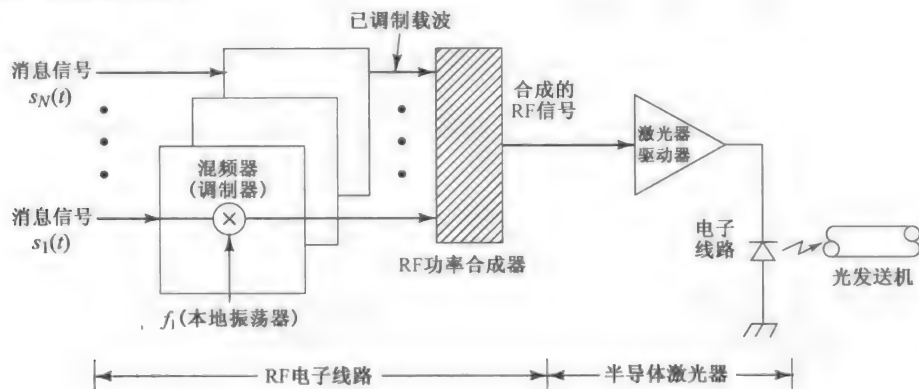 已调制载波
消息信号
sN(t)
合成的
RF信号
激光器
驱动器
混频器
(调制器)
消息信号
s1(t)
电子
线路
RF功率合成器
光发送机
f1(本地振荡器)
RF电子线路
半导体激光器